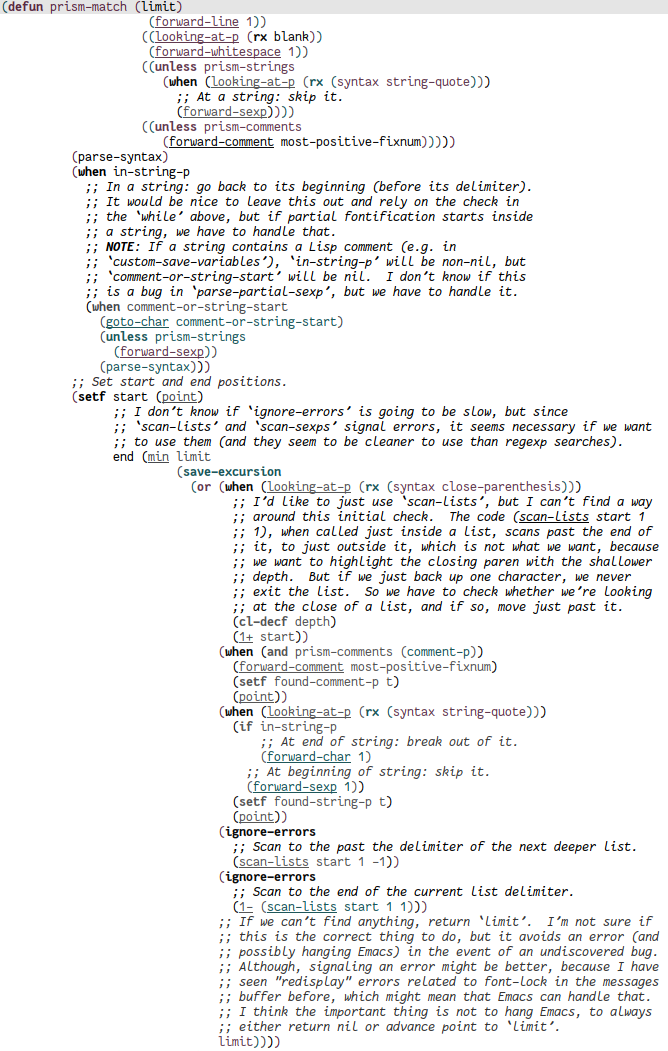 (defun prism-match (limit)
(forward-line 1))
((looking-at-p (rx blank))
(forward-whitespace 1))
((unless prism-strings
(when (looking-at-p (rx (syntax string-quote)))
;; At a string: skip it.
(forward-sexp))))
((unless prism-comments
(forward-comment most-positive-fixnum)))))
(parse-syntax)
(when in-string-p
;; In a string: go back to its beginning (before its delimiter).
;; It would be nice to leave this out and rely on the check in
;; the `while' above, but if partial fontification starts inside
;; a string, we have to handle that.
;; NOTE: If a string contains a Lisp comment (e.g. in
;; `custom-save-variables'), `in-string-p' will be non-nil, but
;; `comment-or-string-start' will be nil.  I don't know if this
;; is a bug in `parse-partial-sexp', but we have to handle it.
(when comment-or-string-start
(goto-char comment-or-string-start)
(unless prism-strings
(forward-sexp))
(parse-syntax)))
;; Set start and end positions.
(setf start (point)
;; I don't know if `ignore-errors' is going to be slow, but since
;; `scan-lists' and `scan-sexps' signal errors, it seems necessary if we want
;; to use them (and they seem to be cleaner to use than regexp searches).
end (min limit
(save-excursion
(or (when (looking-at-p (rx (syntax close-parenthesis)))
;; I'd like to just use `scan-lists', but I can't find a way
;; around this initial check.  The code (scan-lists start 1
;; 1), when called just inside a list, scans past the end of
;; it, to just outside it, which is not what we want, because
;; we want to highlight the closing paren with the shallower
;; depth.  But if we just back up one character, we never
;; exit the list.  So we have to check whether we're looking
;; at the close of a list, and if so, move just past it.
(cl-decf depth)
(1+ start))
(when (and prism-comments (comment-p))
(forward-comment most-positive-fixnum)
(setf found-comment-p t)
(point))
(when (looking-at-p (rx (syntax string-quote)))
(if in-string-p
;; At end of string: break out of it.
(forward-char 1)
;; At beginning of string: skip it.
(forward-sexp 1))
(setf found-string-p t)
(point))
(ignore-errors
;; Scan to the past the delimiter of the next deeper list.
(scan-lists start 1 -1))
(ignore-errors
;; Scan to the end of the current list delimiter.
(1- (scan-lists start 1 1)))
;; If we can't find anything, return `limit'.  I'm not sure if
;; this is the correct thing to do, but it avoids an error (and
;; possibly hanging Emacs) in the event of an undiscovered bug.
;; Although, signaling an error might be better, because I have
;; seen "redisplay" errors related to font-lock in the messages
;; buffer before, which might mean that Emacs can handle that.
;; I think the important thing is not to hang Emacs, to always
;; either return nil or advance point to `limit'.
limit))))